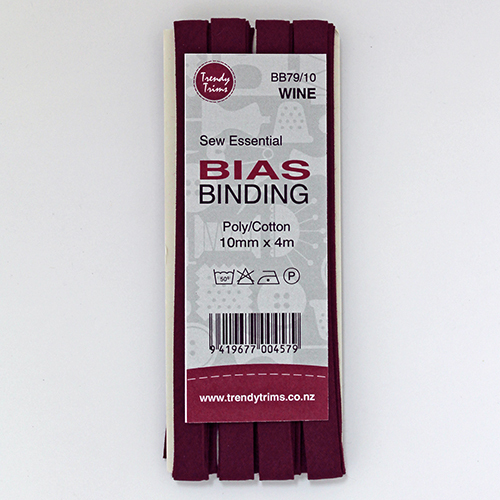 Trendy
Trims
BB79/10
WINE
Sew Essential
BIAS
BINDING
Poly/Cotton
10mm x 4m
50°
P
9 419677 004579
www.trendytrims.co.nz